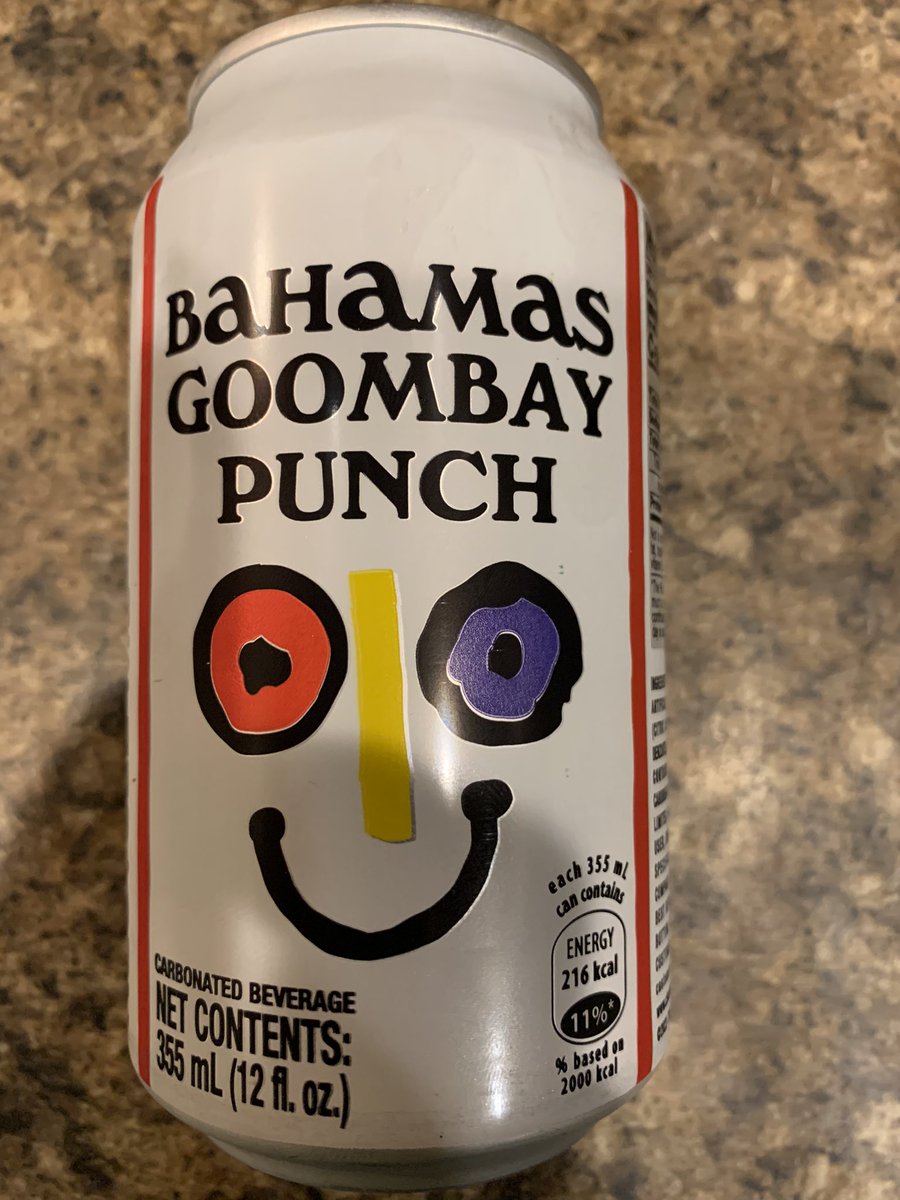 BaHaMas
GOOMBAY
PUNCH
each 355 mL
can contains
ENERGY
216 kcal
11%*
% based on
2000 kcal
CARBONATED BEVERAGE
NET CONTENTS:
355 mL (12 fl. oz.)